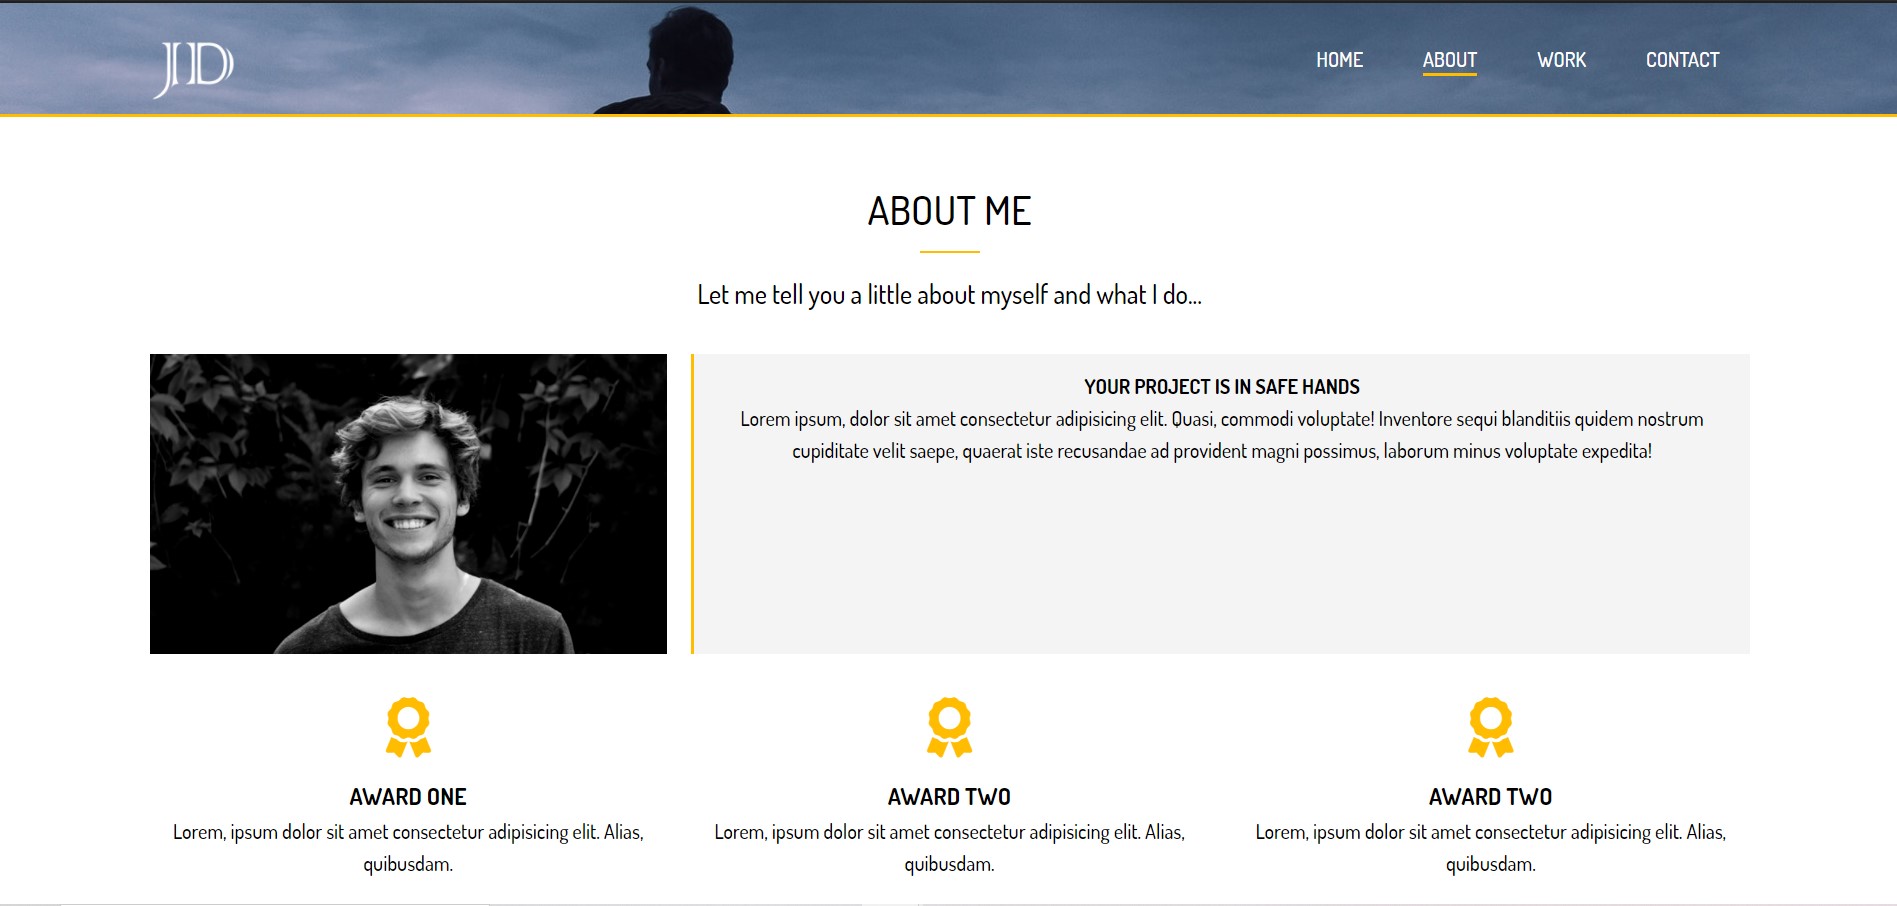 JD
HOME ABOUT WORK CONTACT
ABOUT ME
Let me tell you a little about myself and what I do...
YOUR PROJECT IS IN SAFE HANDS
Lorem ipsum, dolor sit amet consectetur adipisicing elit. Quasi, commodi voluptate! Inventore sequi blanditiis quidem nostrum
cupiditate velit saepe, quaerat iste recusandae ad provident magni possimus, laborum minus voluptate expedita!
AWARD ONE
Lorem, ipsum dolor sit amet consectetur adipisicing elit. Alias,
quibusdam.
AWARD TWO
Lorem, ipsum dolor sit amet consectetur adipisicing elit. Alias,
quibusdam.
AWARD TWO
Lorem, ipsum dolor sit amet consectetur adipisicing elit. Alias,
quibusdam.